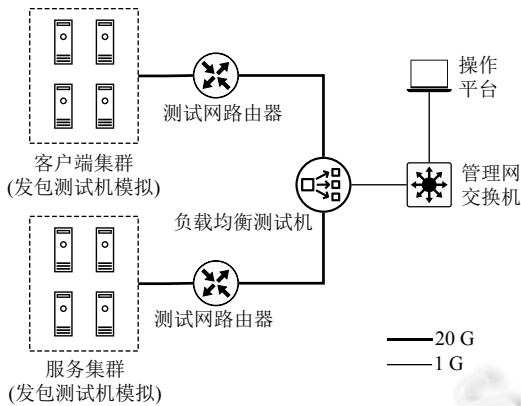 操作
平台
测试网路由器
客户端集群
(发包测试机模拟)
管理网
交换机
负载均衡测试机
测试网路由器
20 G
1 G
服务集群
(发包测试机模拟)